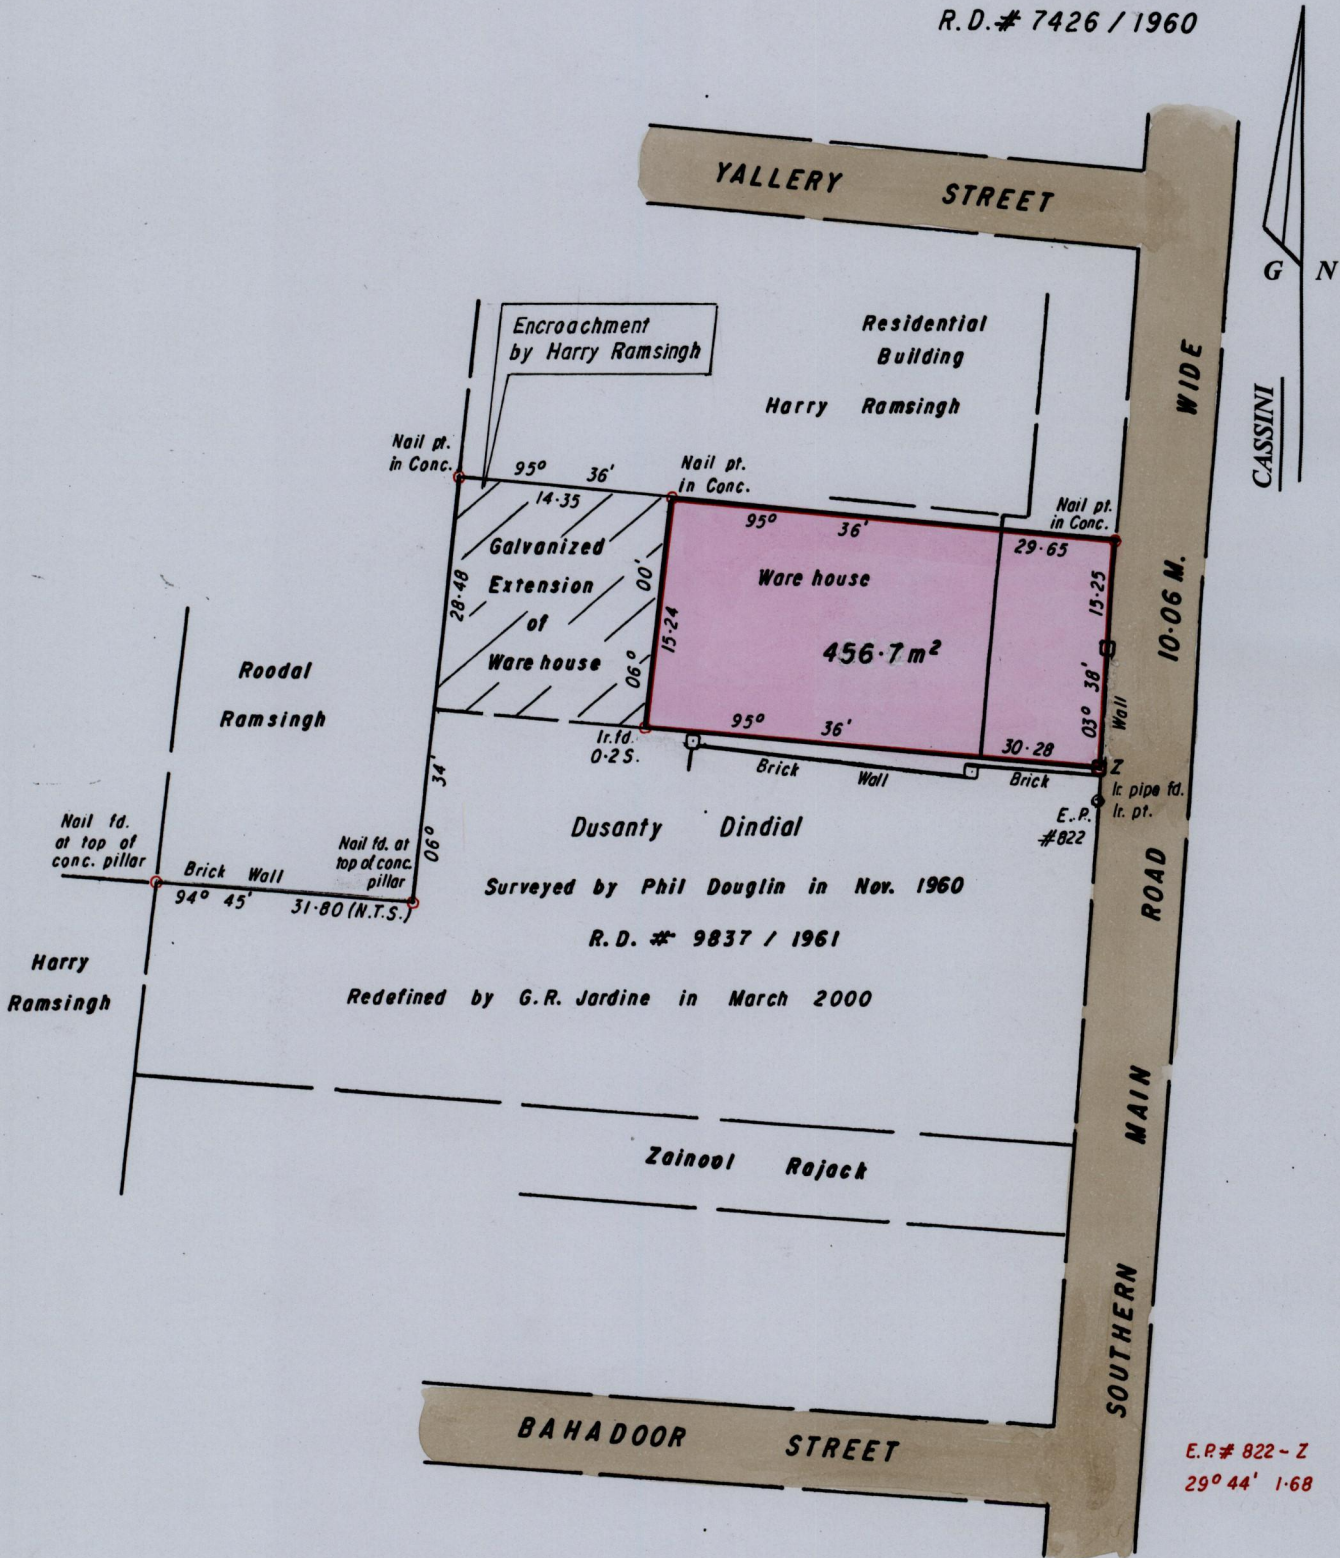 R.D.# 7426 / 1960
YALLERY STREET
G N
CASSINI
WIDE
Encroachment
by Harry Ramsingh
Residential
Building
Harry Ramsingh
Nail pt.
in Conc.
95° 36'
14·35
Nail pt.
in Conc.
Nail pt.
in Conc.
95° 36'
29·65
Galvanized
Extension
of
Ware house
28·48
06° 00'
15·24
Ware house
456·7 m²
15·25
03° 38'
Wall
10·06 M.
Roodal
Ramsingh
95° 36'
30·28
Ir. fd.
0·2 S.
Brick Wall
Brick
Z
Ir. pipe fd.
Ir. pt.
E.P.
#822
06° 34'
Nail fd.
at top of
conc. pillar
Nail fd. at
top of conc.
pillar
Brick Wall
94° 45' 31·80 (N.T.S.)
Dusanty Dindial
Surveyed by Phil Douglin in Nov. 1960
R.D. # 9837 / 1961
Redefined by G.R. Jardine in March 2000
Harry
Ramsingh
ROAD
MAIN
SOUTHERN
Zainool Rajack
BAHADOOR STREET
E.P.# 822 - Z
29° 44' 1·68